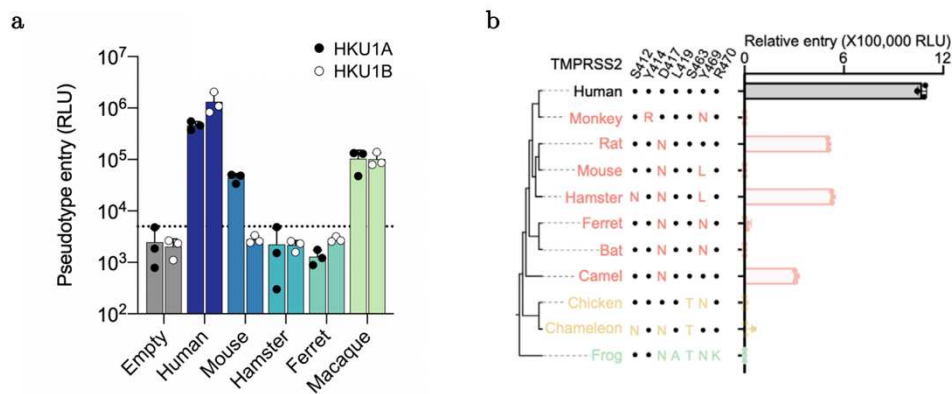 a
HKU1A
HKU1B
Pseudotype entry (RLU)
10^7
10^6
10^5
10^4
10^3
10^2
Empty
Human
Mouse
Hamster
Ferret
Macaque
b
Relative entry (X100,000 RLU)
0 6 12
TMPRSS2 S412 Y414 D417 L419 S463 Y469 R470
Human • • • • • • •
Monkey • R • • • N •
Rat • • N • • • •
Mouse • • N • • L •
Hamster N • N • • L •
Ferret • • N • • N •
Bat • • N • • N •
Camel • • N • • • •
Chicken • • • • T N •
Chameleon N • N • T • •
Frog • • N A T N K